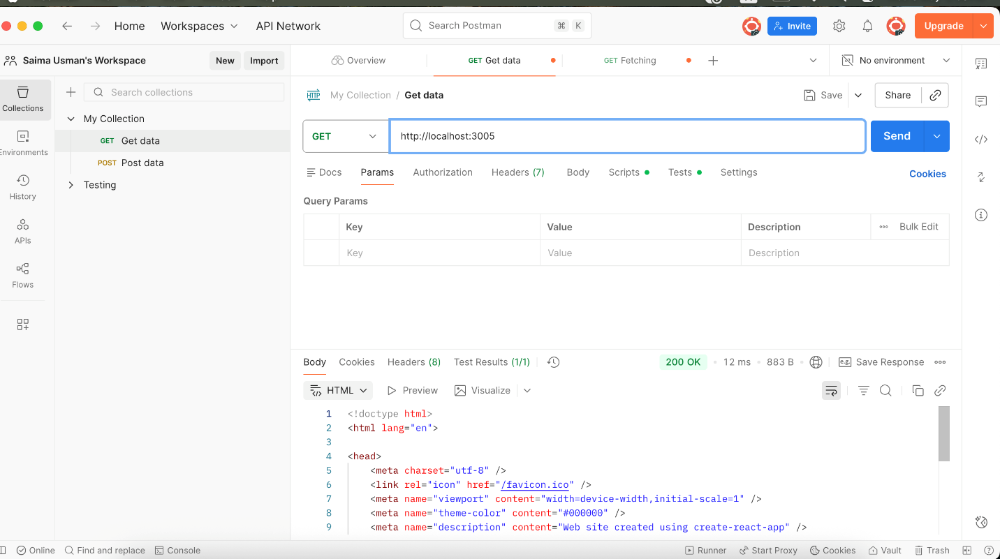 Home Workspaces API Network Search Postman ⌘ K Invite Upgrade
Saima Usman's Workspace New Import Overview GET Get data GET Fetching No environment
Collections
Search collections
My Collection
GET Get data
POST Post data
Testing
Environments
History
APIs
Flows
HTTP My Collection / Get data Save Share
GET http://localhost:3005 Send
Docs Params Authorization Headers (7) Body Scripts Tests Settings Cookies
Query Params
Key Value Description Bulk Edit
Key Value Description
Body Cookies Headers (8) Test Results (1/1) 200 OK 12 ms 883 B e.g. Save Response
HTML Preview Visualize
1 <!doctype html>
2 <html lang="en">
3
4 <head>
5 <meta charset="utf-8" />
6 <link rel="icon" href="/favicon.ico" />
7 <meta name="viewport" content="width=device-width,initial-scale=1" />
8 <meta name="theme-color" content="#000000" />
9 <meta name="description" content="Web site created using create-react-app" />
Online Find and replace Console Runner Start Proxy Cookies Vault Trash